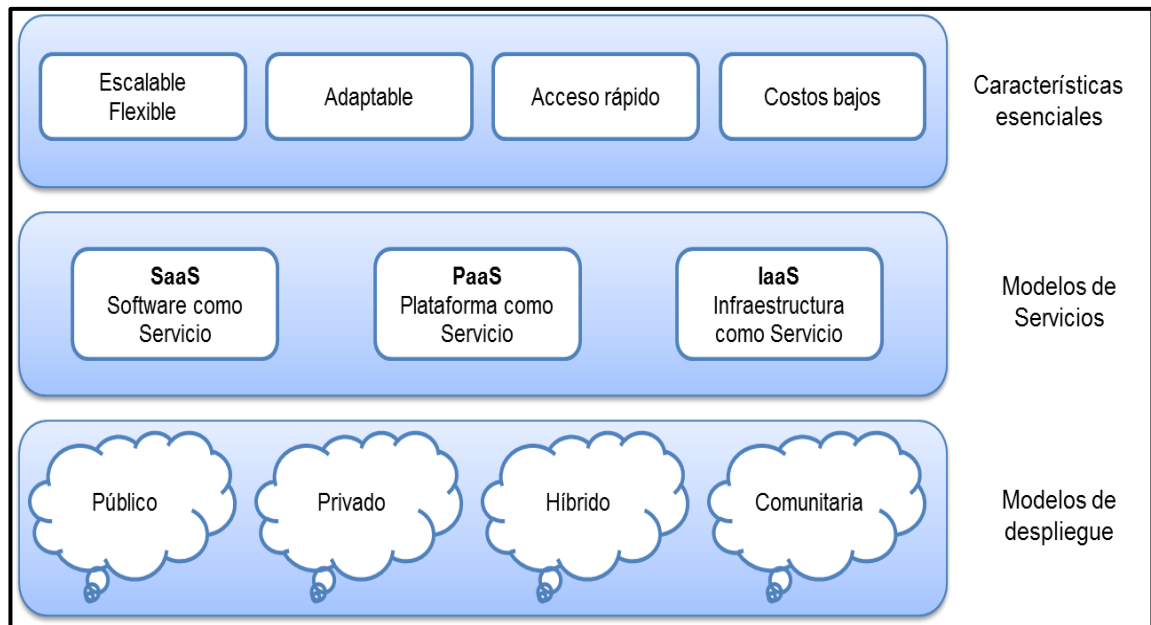 Escalable
Flexible
Adaptable
Acceso rápido
Costos bajos
Característícas
esenciales
SaaS
Software como
Servicio
PaaS
Plataforma como
Servicio
IaaS
Infraestructura
como Servicio
Modelos de
Servicios
Público
Privado
Híbrido
Comunitaria
Modelos de
despliegue